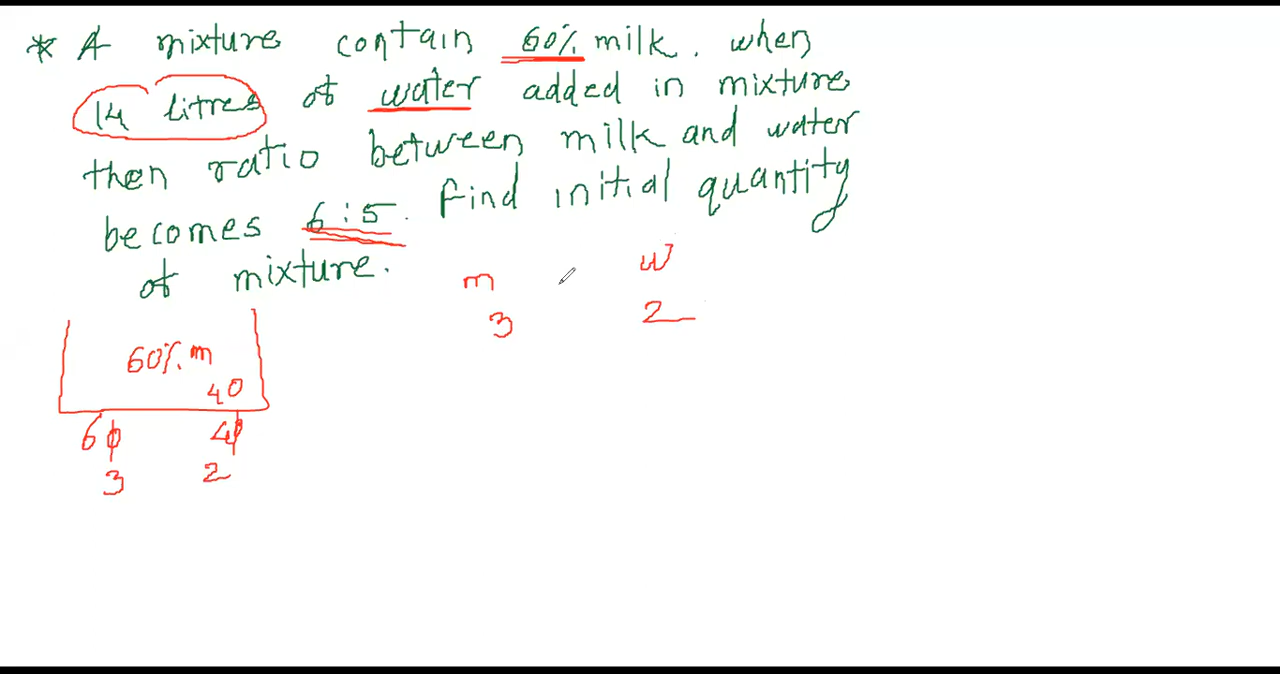 * A mixture contain 60% milk. when
14 litres of water added in mixture
then ratio between milk and water
becomes 6:5. Find initial quantity
of mixture.
m w
3 2
60% m
40
60 40
3 2